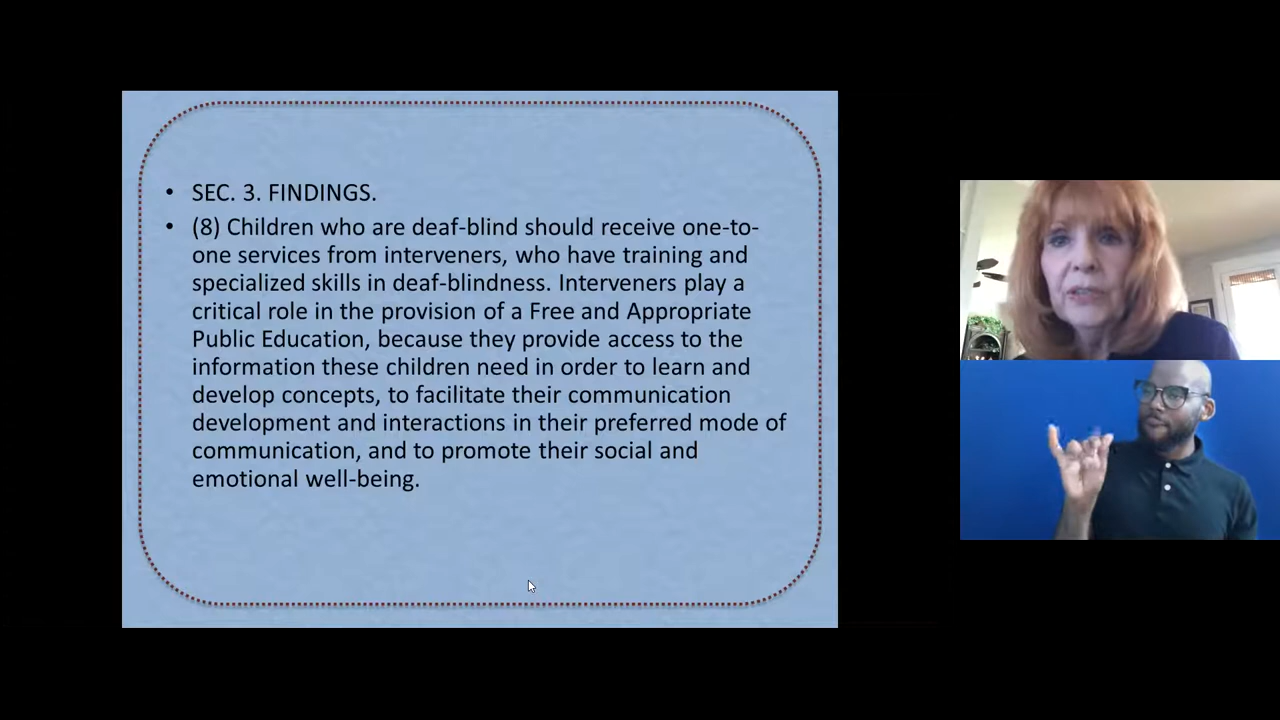 • SEC. 3. FINDINGS.
• (8) Children who are deaf-blind should receive one-to-
one services from interveners, who have training and
specialized skills in deaf-blindness. Interveners play a
critical role in the provision of a Free and Appropriate
Public Education, because they provide access to the
information these children need in order to learn and
develop concepts, to facilitate their communication
development and interactions in their preferred mode of
communication, and to promote their social and
emotional well-being.